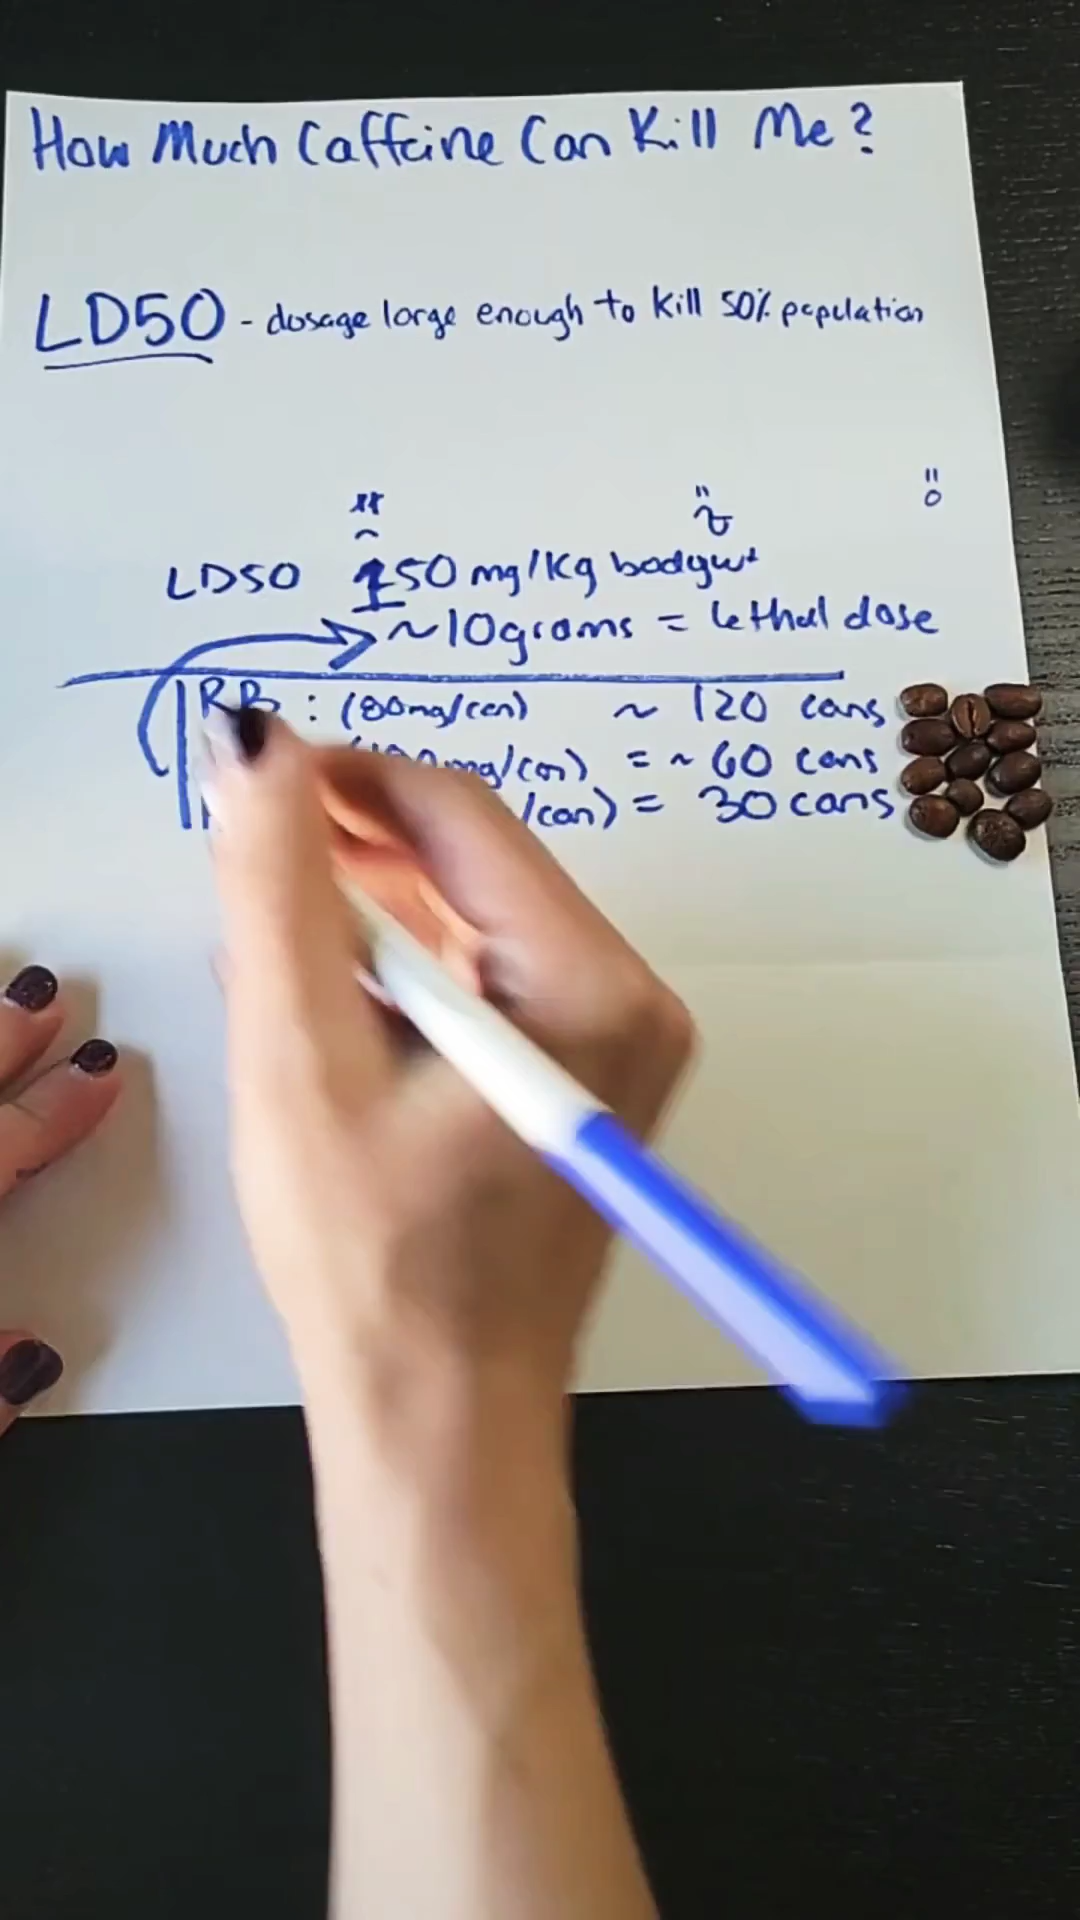 How Much Caffeine Can Kill Me?
LD50 - dosage large enough to kill 50% population
LD50 150 mg/kg bodywt
~10grams = lethal dose
RB : (80mg/can) ~ 120 cans
mg/can) = ~ 60 cans
/can) = 30 cans